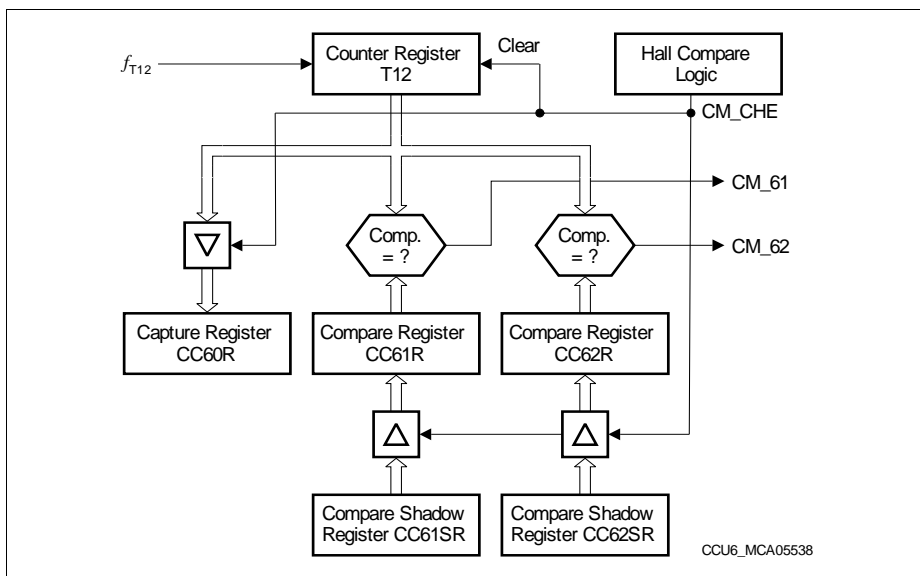 fT12
Counter Register
T12
Clear
Hall Compare
Logic
CM_CHE
CM_61
CM_62
Comp.
= ?
Comp.
= ?
Capture Register
CC60R
Compare Register
CC61R
Compare Register
CC62R
Compare Shadow
Register CC61SR
Compare Shadow
Register CC62SR
CCU6_MCA05538